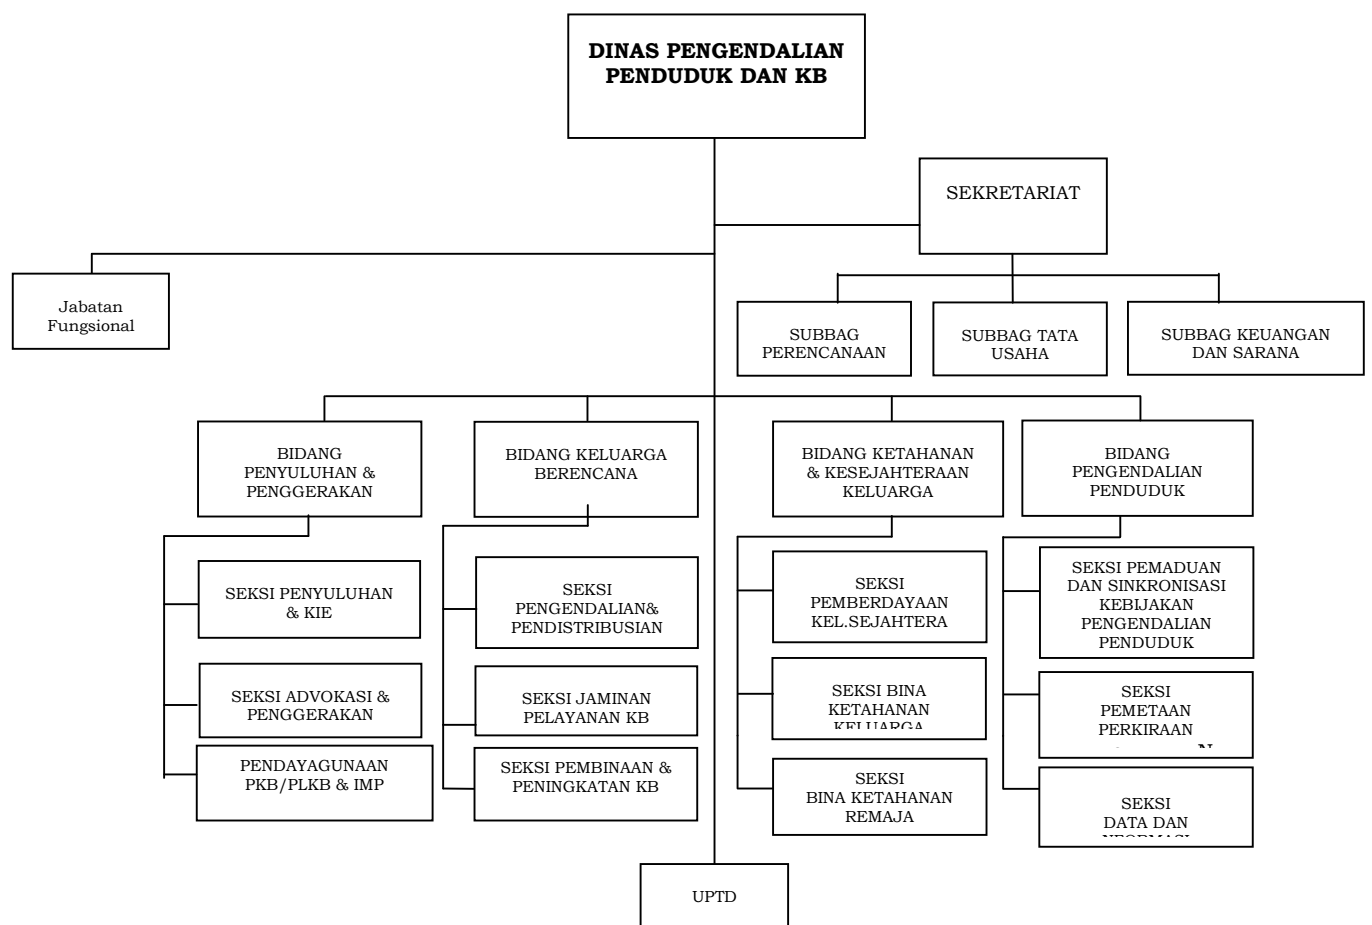 DINAS PENGENDALIAN
PENDUDUK DAN KB
SEKRETARIAT
Jabatan
Fungsional
SUBBAG
PERENCANAAN
SUBBAG TATA
USAHA
SUBBAG KEUANGAN
DAN SARANA
BIDANG
PENYULUHAN &
PENGGERAKAN
BIDANG KELUARGA
BERENCANA
BIDANG KETAHANAN
& KESEJAHTERAAN
KELUARGA
BIDANG
PENGENDALIAN
PENDUDUK
SEKSI PENYULUHAN
& KIE
SEKSI ADVOKASI &
PENGGERAKAN
PENDAYAGUNAAN
PKB/PLKB & IMP
SEKSI
PENGENDALIAN&
PENDISTRIBUSIAN
SEKSI JAMINAN
PELAYANAN KB
SEKSI PEMBINAAN &
PENINGKATAN KB
SEKSI
PEMBERDAYAAN
KEL.SEJAHTERA
SEKSI BINA
KETAHANAN
KELUARGA
SEKSI
BINA KETAHANAN
REMAJA
SEKSI PEMADUAN
DAN SINKRONISASI
KEBIJAKAN
PENGENDALIAN
PENDUDUK
SEKSI
PEMETAAN
PERKIRAAN
SEKSI
DATA DAN
UPTD